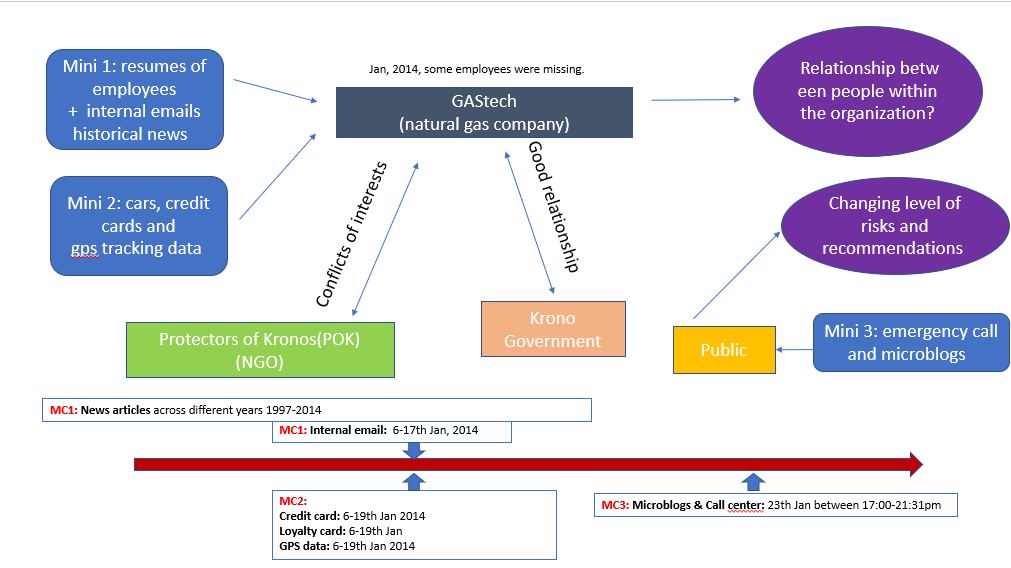 Mini 1: resumes of
employees
+ internal emails
historical news
Jan, 2014, some employees were missing.
GAStech
(natural gas company)
Relationship betw
een people within
the organization?
Mini 2: cars, credit
cards and
gps tracking data
Conflicts of interests
Good relationship
Changing level of
risks and
recommendations
Protectors of Kronos(POK)
(NGO)
Krono
Government
Public
Mini 3: emergency call
and microblogs
MC1: News articles across different years 1997-2014
MC1: Internal email: 6-17th Jan, 2014
MC2:
Credit card: 6-19th Jan 2014
Loyalty card: 6-19th Jan
GPS data: 6-19th Jan 2014
MC3: Microblogs & Call center: 23th Jan between 17:00-21:31pm